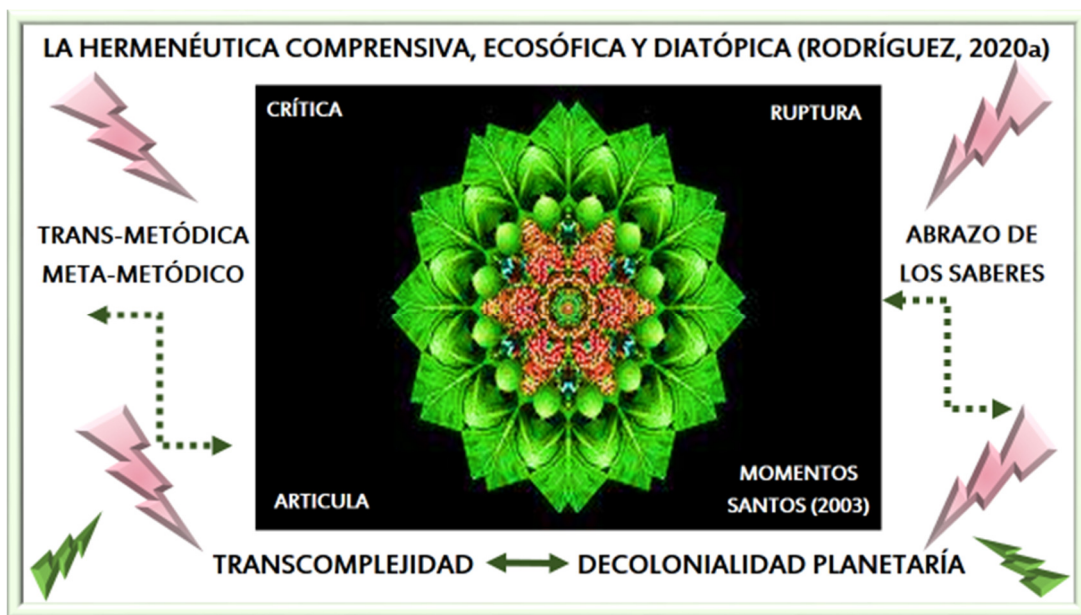 LA HERMENÉUTICA COMPRENSIVA, ECOSÓFICA Y DIATÓPICA (RODRÍGUEZ, 2020a)
CRÍTICA
RUPTURA
TRANS-METÓDICA
META-METÓDICO
ABRAZO DE
LOS SABERES
ARTICULA
MOMENTOS
SANTOS (2003)
TRANSCOMPLEJIDAD
DECOLONIALIDAD PLANETARÍA